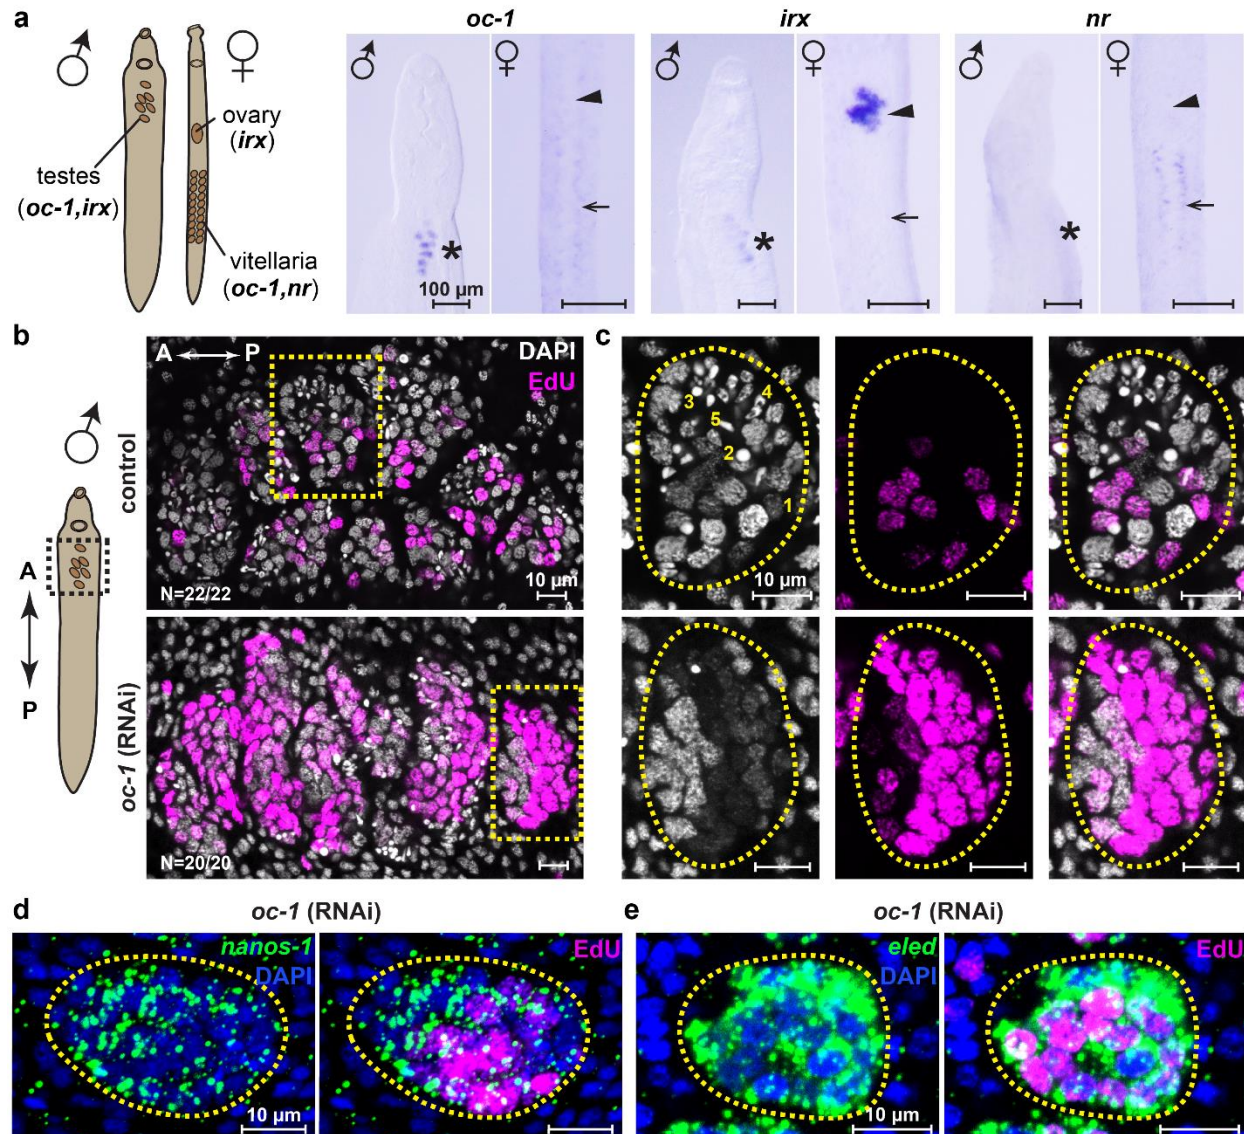 a
oc-1
irx
nr
♂
♀
♂
♀
♂
♀
♂
♀
ovary
(irx)
testes
(oc-1,irx)
vitellaria
(oc-1,nr)
*
*
*
100 µm
b
A
P
DAPI
EdU
control
N=22/22
10 µm
♂
A
P
oc-1 (RNAi)
N=20/20
c
3
4
5
2
1
10 µm
d
oc-1 (RNAi)
nanos-1
DAPI
EdU
10 µm
e
oc-1 (RNAi)
eled
DAPI
EdU
10 µm